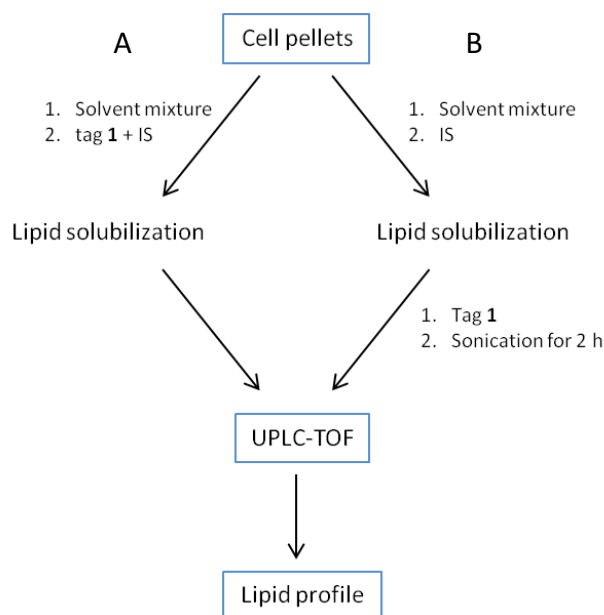 A
Cell pellets
B
1. Solvent mixture
2. tag 1 + IS
1. Solvent mixture
2. IS
Lipid solubilization
Lipid solubilization
1. Tag 1
2. Sonication for 2 h
UPLC-TOF
Lipid profile